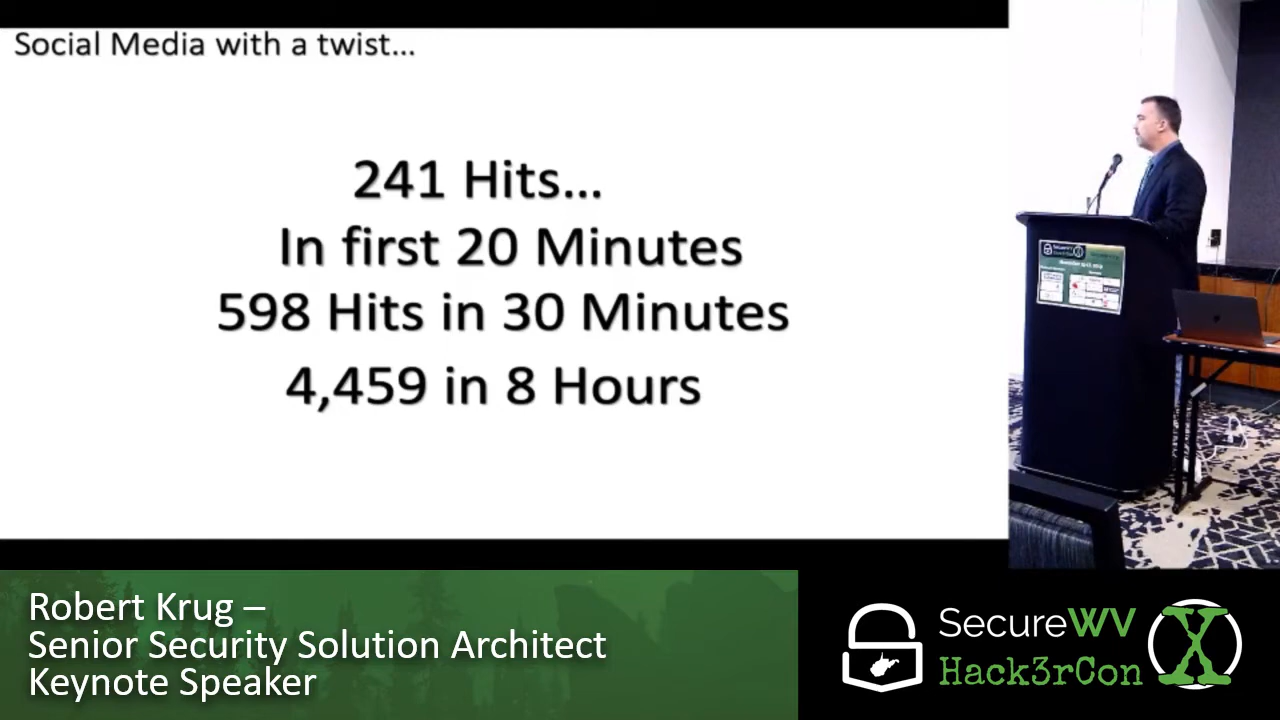 Social Media with a twist...
241 Hits...
In first 20 Minutes
598 Hits in 30 Minutes
4,459 in 8 Hours
Robert Krug –
Senior Security Solution Architect
Keynote Speaker
SecureWV
Hack3rCon
X